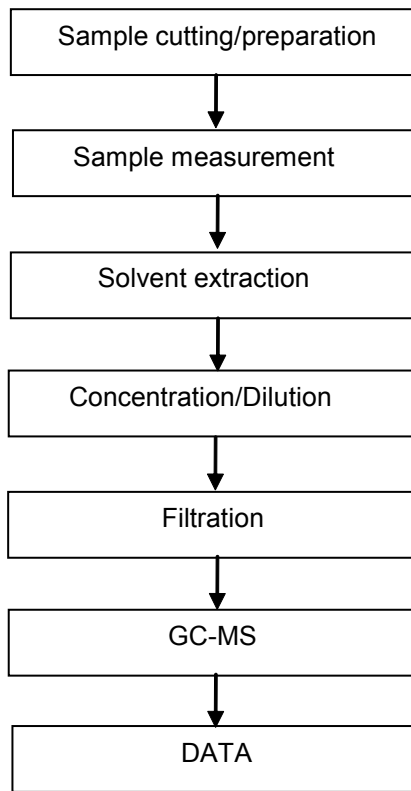 Sample cutting/preparation
Sample measurement
Solvent extraction
Concentration/Dilution
Filtration
GC-MS
DATA